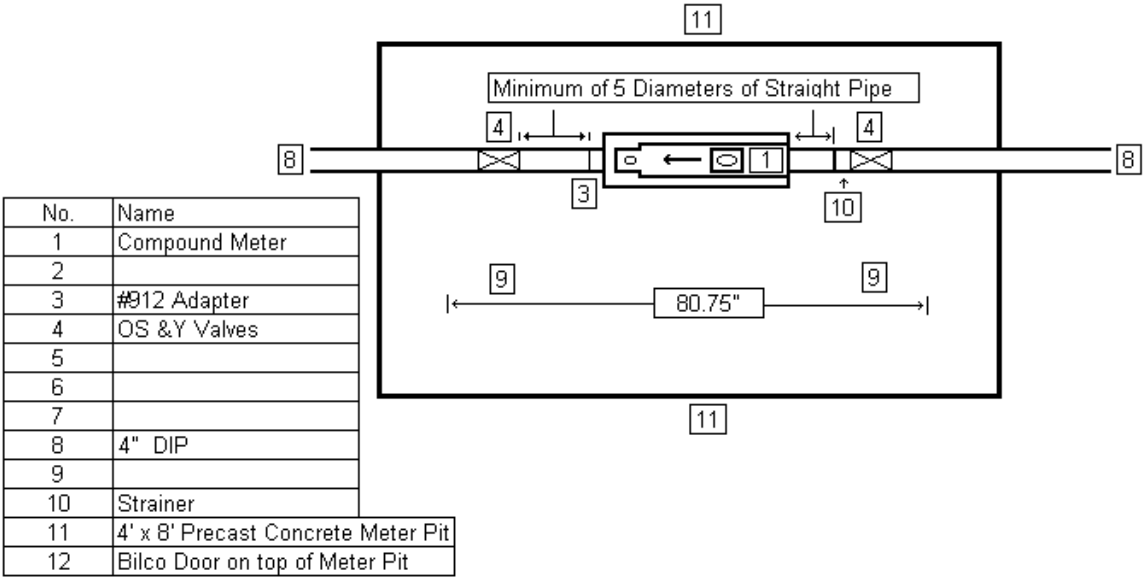 11
Minimum of 5 Diameters of Straight Pipe
4
4
8
1
8
3
10
9
9
80.75"
11
No. Name
1 Compound Meter
2
3 #912 Adapter
4 OS &Y Valves
5
6
7
8 4" DIP
9
10 Strainer
11 4' x 8' Precast Concrete Meter Pit
12 Bilco Door on top of Meter Pit